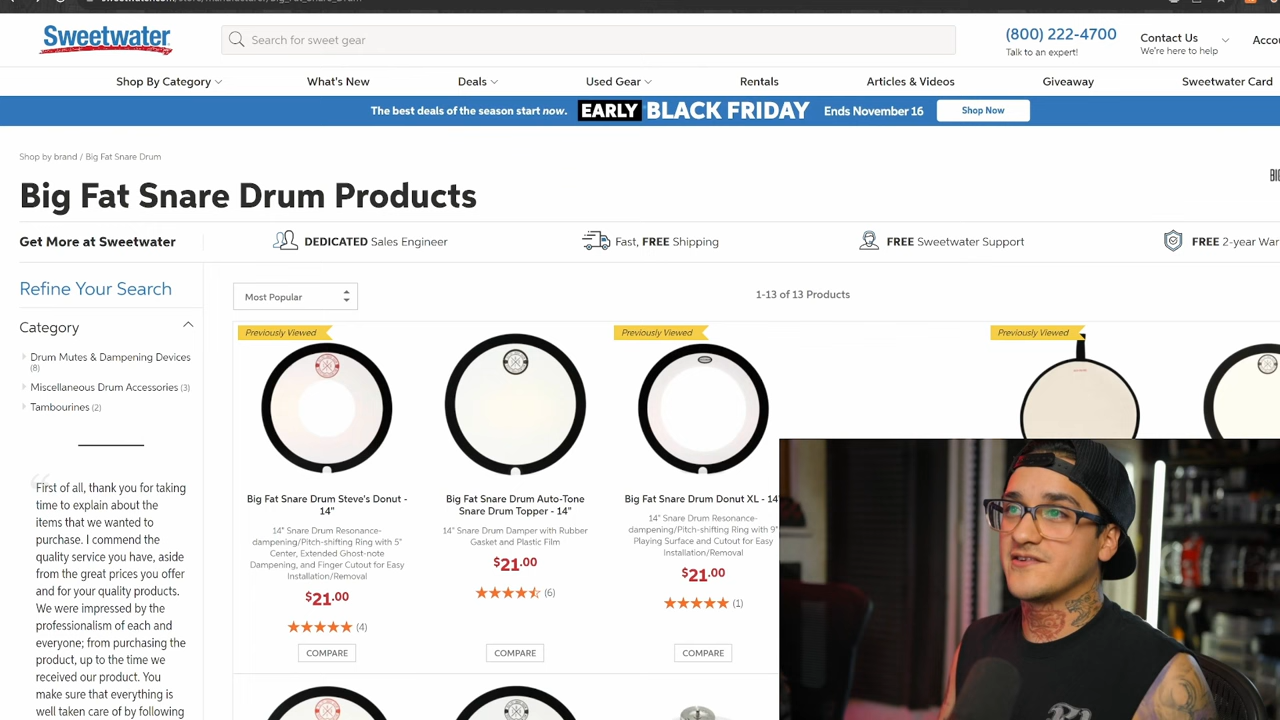 Sweetwater
Search for sweet gear
(800) 222-4700
Talk to an expert!
Contact Us
We're here to help
Shop By Category
What's New
Deals
Used Gear
Rentals
Articles & Videos
Giveaway
Sweetwater Card
The best deals of the season start now. EARLY BLACK FRIDAY Ends November 16 Shop Now
Shop by brand / Big Fat Snare Drum
Big Fat Snare Drum Products
Get More at Sweetwater
DEDICATED Sales Engineer
Fast, FREE Shipping
FREE Sweetwater Support
FREE 2-year War
Refine Your Search
Category
Drum Mutes & Dampening Devices
(8)
Miscellaneous Drum Accessories (3)
Tambourines (2)
First of all, thank you for taking
time to explain about the
items that we wanted to
purchase. I commend the
quality service you have, aside
from the great prices you offer
and for your quality products.
We were impressed by the
professionalism of each and
everyone; from purchasing the
product, up to the time we
received our product. You
make sure that everything is
well taken care of by following
Most Popular
1-13 of 13 Products
Previously Viewed
Previously Viewed
Previously Viewed
Big Fat Snare Drum Steve's Donut -
14"
14" Snare Drum Resonance-
dampening/Pitch-shifting Ring with 5"
Center, Extended Ghost-note
Dampening, and Finger Cutout for Easy
Installation/Removal
$21.00
(4)
COMPARE
Big Fat Snare Drum Auto-Tone
Snare Drum Topper - 14"
14" Snare Drum Damper with Rubber
Gasket and Plastic Film
$21.00
(6)
COMPARE
Big Fat Snare Drum Donut XL - 14"
14" Snare Drum Resonance-
dampening/Pitch-shifting Ring with 9"
Playing Surface and Cutout for Easy
Installation/Removal
$21.00
(1)
COMPARE